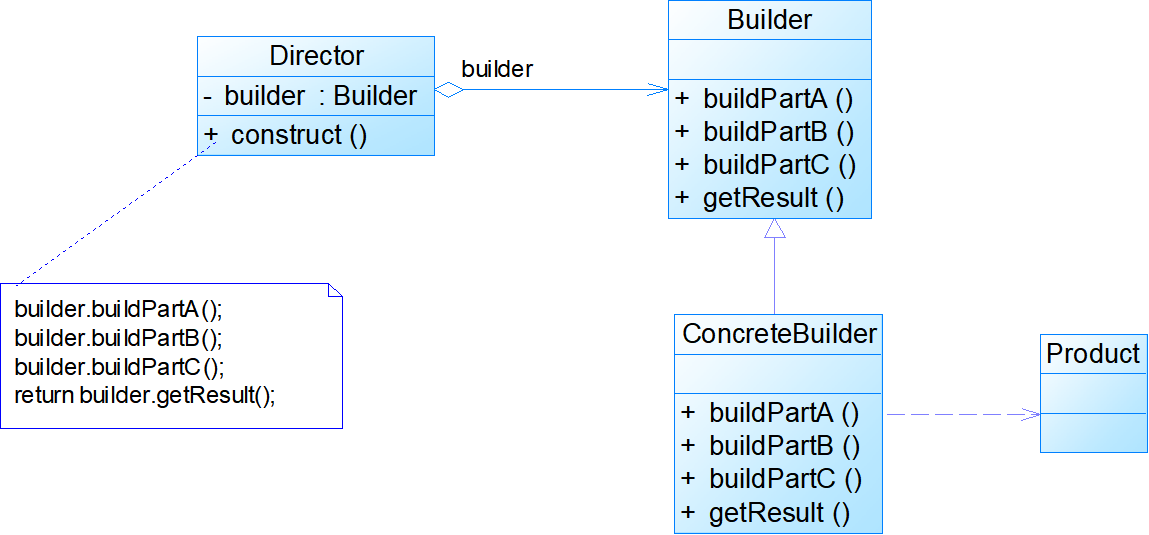 Director
- builder : Builder
+ construct ()
builder
Builder
+ buildPartA ()
+ buildPartB ()
+ buildPartC ()
+ getResult ()
builder.buildPartA();
builder.buildPartB();
builder.buildPartC();
return builder.getResult();
ConcreteBuilder
+ buildPartA ()
+ buildPartB ()
+ buildPartC ()
+ getResult ()
Product